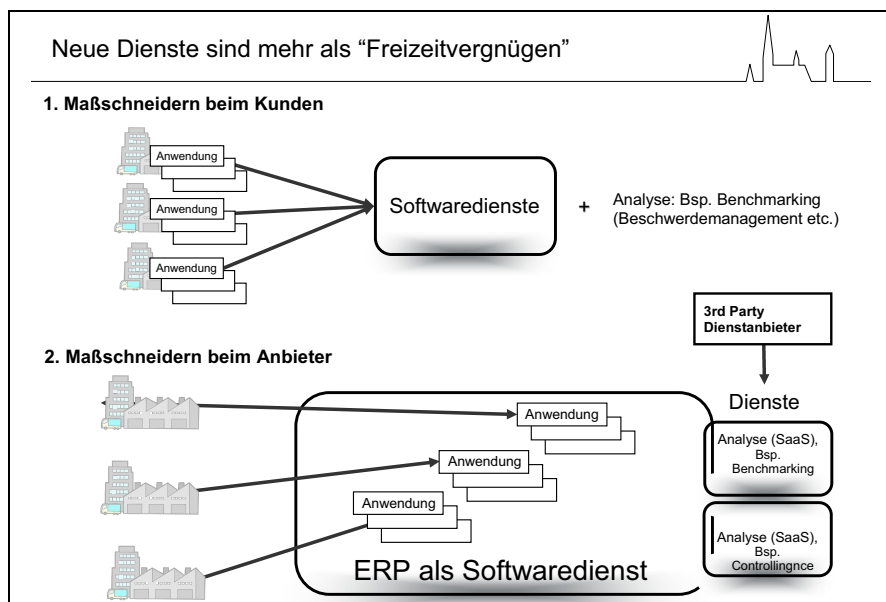 Neue Dienste sind mehr als “Freizeitvergnügen”
1. Maßschneidern beim Kunden
Anwendung
Anwendung
Anwendung
Softwaredienste
+
Analyse: Bsp. Benchmarking
(Beschwerdemanagement etc.)
3rd Party
Dienstanbieter
2. Maßschneidern beim Anbieter
Dienste
Anwendung
Anwendung
Anwendung
ERP als Softwaredienst
Analyse (SaaS),
Bsp.
Benchmarking
Analyse (SaaS),
Bsp.
Controllingnce